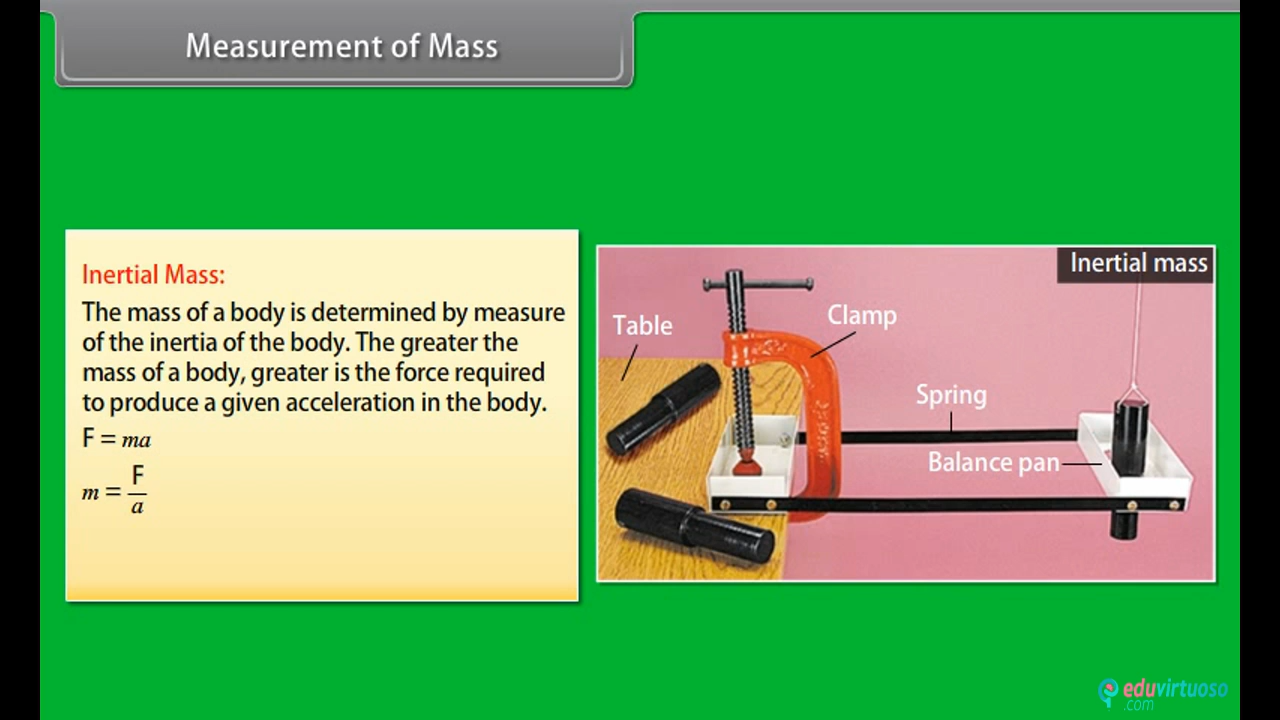 Measurement of Mass
Inertial Mass:
The mass of a body is determined by measure
of the inertia of the body. The greater the
mass of a body, greater is the force required
to produce a given acceleration in the body.
F = ma
m = F/a
Inertial mass
Table
Clamp
Spring
Balance pan
eduvirtuoso
.com